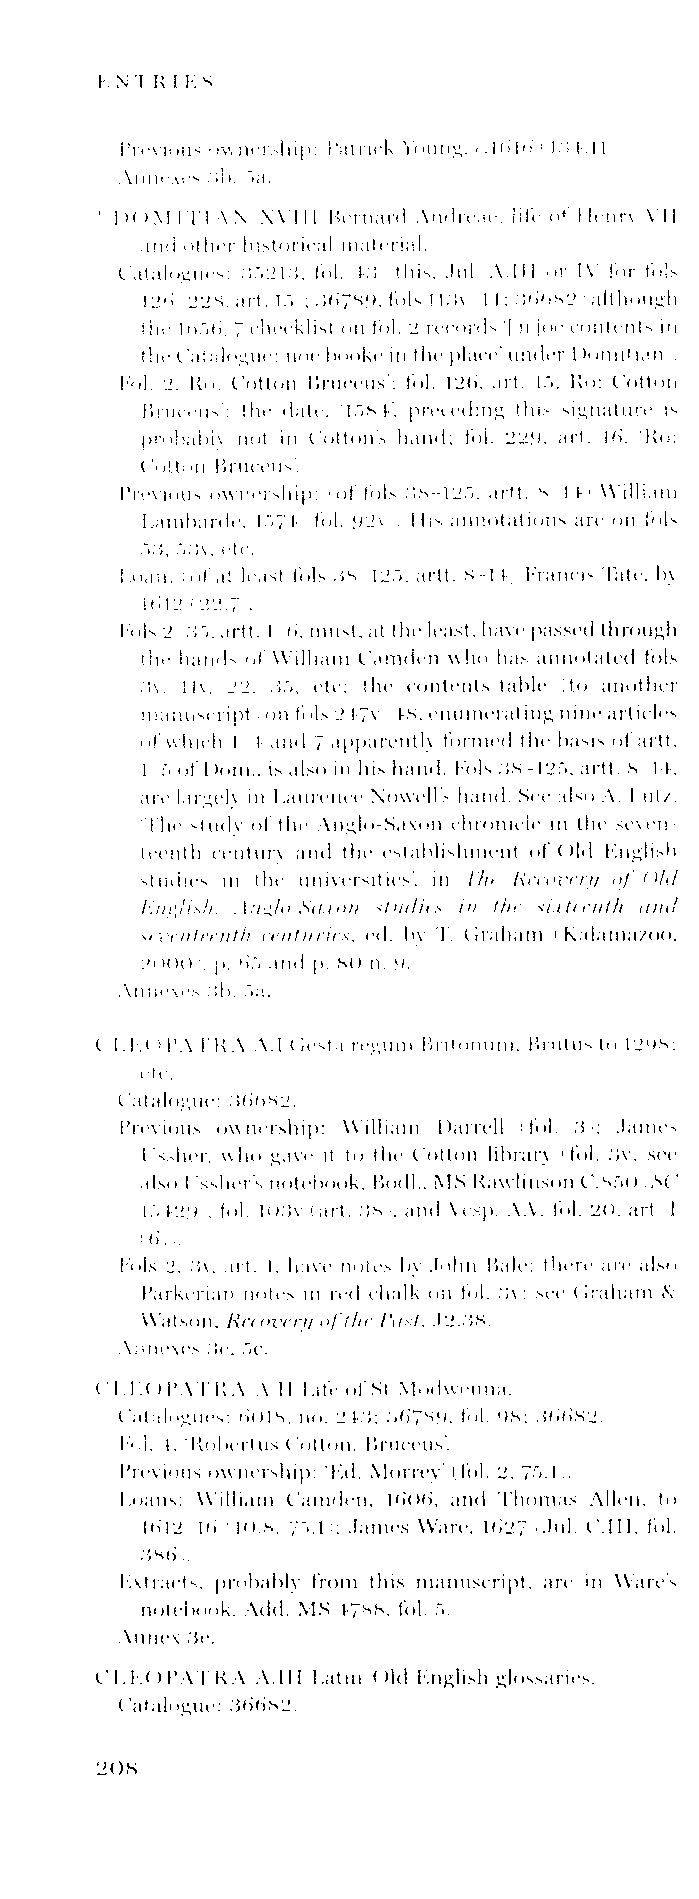 ENTRIES
Previous ownership: Patrick Young, c.1616 (134.1).
Annexes 3b, 5a.
DOMITIAN XVIII Bernard Andreae, life of Henry VII
and other historical material.
Catalogues: 35213, fol. 43 (this, Jul. A.III or IV for fols
126–228, art. 15); 36789, fols 113v–14; 36682 (although
the 1656/7 checklist on fol. 2 records 'Two contents in
the Catalogue: noe booke in the place' under Domitian).
Fol. 2, 'Ro. Cotton Bruceus'; fol. 126, art. 15, 'Ro: Cotton
Bruceus': the date, '1584', preceding this signature is
probably not in Cotton's hand; fol. 229, art. 16, 'Ro:
Cotton Bruceus'.
Previous ownership: (of fols 38–125, artt. 8–14) William
Lambarde, 1574 (fol. 92v). His annotations are on fols
53, 53v, etc.
Loan: (of at least fols 38–125, artt. 8–14) Francis Tate, by
1612 (22.7).
Fols 2–35, artt. 1–6, must, at the least, have passed through
the hands of William Camden who has annotated fols
3v, 11v, 22, 35, etc; the contents-table (to another
manuscript) on fols 247v–48, enumerating nine articles
of which 1–4 and 7 apparently formed the basis of artt.
1–5 of Dom., is also in his hand. Fols 38–125, artt. 8–14,
are largely in Laurence Nowell's hand. See also A. Lutz,
'The study of the Anglo-Saxon chronicle in the seven-
teenth century and the establishment of Old English
studies in the universities', in The Recovery of Old
English. Anglo-Saxon studies in the sixteenth and
seventeenth centuries, ed. by T. Graham (Kalamazoo,
2000), p. 65 and p. 80 n. 9.
Annexes 3b, 5a.
CLEOPATRA A.I Gesta regum Britonum, Brutus to 1298;
etc.
Catalogue: 36682.
Previous ownership: William Darrell (fol. 3); James
Ussher, who gave it to the Cotton library (fol. 3v, see
also Ussher's notebook, Bodl., MS Rawlinson C.850 (SC
15429), fol. 103v (art. 38), and Vesp. A.V, fol. 20, art. 1
(6)).
Fols 2, 3v, art. 1, have notes by John Bale; there are also
Parkerian notes in red chalk on fol. 3v; see Graham &
Watson, Recovery of the Past, J2.38.
Annexes 3e, 5c.
CLEOPATRA A.II Life of St Modwenna.
Catalogues: 6018, no. 243; 36789, fol. 98; 36682.
Fol. 4, 'Robertus Cotton, Bruceus'.
Previous ownership: 'Ed. Morrey' (fol. 2, 75.1).
Loans: William Camden, 1606, and Thomas Allen, to
1612–16 (10.8, 75.1); James Ware, 1627 (Jul. C.III, fol.
386).
Extracts, probably from this manuscript, are in Ware's
notebook, Add. MS 4788, fol. 5.
Annex 3e.
CLEOPATRA A.III Latin–Old English glossaries.
Catalogue: 36682.
208